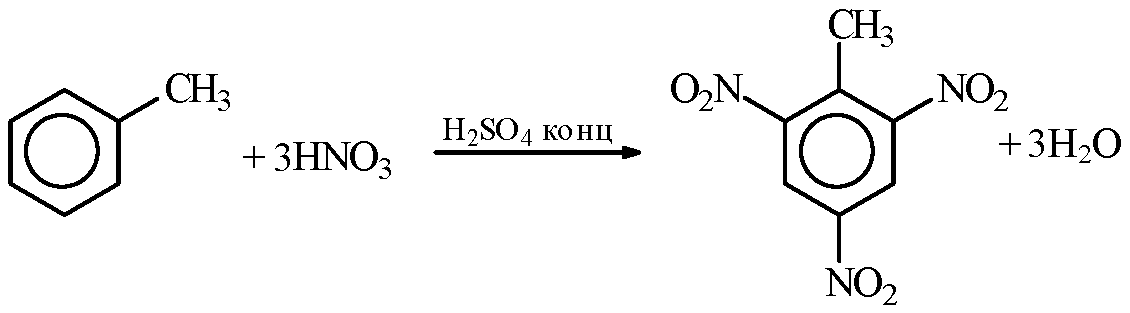 CH3
CH3
O2N
NO2
H2SO4 конц
+ 3HNO3
+ 3H2O
NO2